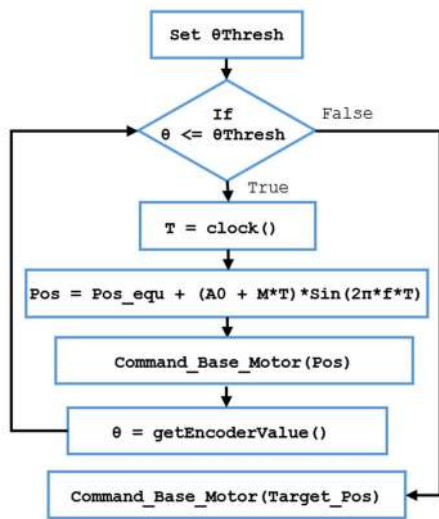 Set θThresh
If
θ <= θThresh
False
True
T = clock()
Pos = Pos_equ + (A0 + M*T)*Sin(2π*f*T)
Command_Base_Motor(Pos)
θ = getEncoderValue()
Command_Base_Motor(Target_Pos)